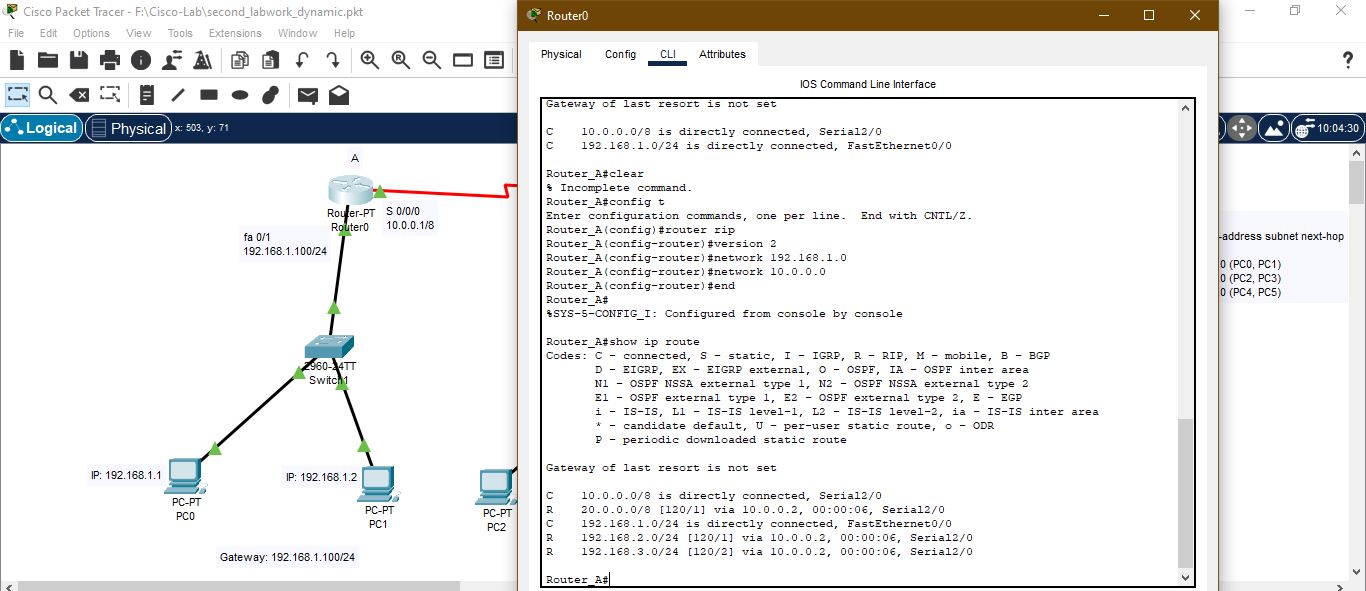 Cisco Packet Tracer - F:\Cisco-Lab\second_labwork_dynamic.pkt
File Edit Options View Tools Extensions Window Help
?
Logical
Physical
x: 503, y: 71
10:04:30
A
Router-PT
Router0
S 0/0/0
10.0.0.1/8
fa 0/1
192.168.1.100/24
2960-24TT
Switch1
IP: 192.168.1.1
PC-PT
PC0
IP: 192.168.1.2
PC-PT
PC1
PC-PT
PC2
Gateway: 192.168.1.100/24
Router0
Physical Config CLI Attributes
IOS Command Line Interface
Gateway of last resort is not set
C 10.0.0.0/8 is directly connected, Serial2/0
C 192.168.1.0/24 is directly connected, FastEthernet0/0
Router_A#clear
% Incomplete command.
Router_A#config t
Enter configuration commands, one per line. End with CNTL/Z.
Router_A(config)#router rip
Router_A(config-router)#version 2
Router_A(config-router)#network 192.168.1.0
Router_A(config-router)#network 10.0.0.0
Router_A(config-router)#end
Router_A#
%SYS-5-CONFIG_I: Configured from console by console
Router_A#show ip route
Codes: C - connected, S - static, I - IGRP, R - RIP, M - mobile, B - BGP
D - EIGRP, EX - EIGRP external, O - OSPF, IA - OSPF inter area
N1 - OSPF NSSA external type 1, N2 - OSPF NSSA external type 2
E1 - OSPF external type 1, E2 - OSPF external type 2, E - EGP
i - IS-IS, L1 - IS-IS level-1, L2 - IS-IS level-2, ia - IS-IS inter area
* - candidate default, U - per-user static route, o - ODR
P - periodic downloaded static route
Gateway of last resort is not set
C 10.0.0.0/8 is directly connected, Serial2/0
R 20.0.0.0/8 [120/1] via 10.0.0.2, 00:00:06, Serial2/0
C 192.168.1.0/24 is directly connected, FastEthernet0/0
R 192.168.2.0/24 [120/1] via 10.0.0.2, 00:00:06, Serial2/0
R 192.168.3.0/24 [120/2] via 10.0.0.2, 00:00:06, Serial2/0
Router_A#
-address subnet next-hop
0 (PC0, PC1)
0 (PC2, PC3)
0 (PC4, PC5)